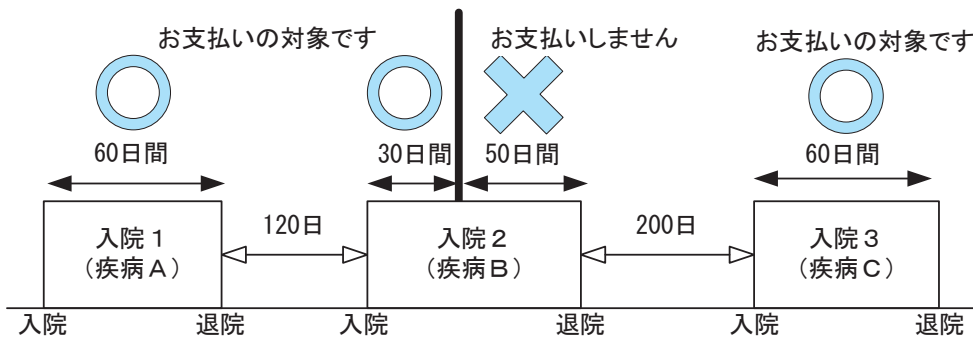 お支払いの対象です
お支払いしません
お支払いの対象です
60日間
30日間
50日間
60日間
120日
200日
入院1
(疾病A)
入院2
(疾病B)
入院3
(疾病C)
入院
退院
入院
退院
入院
退院